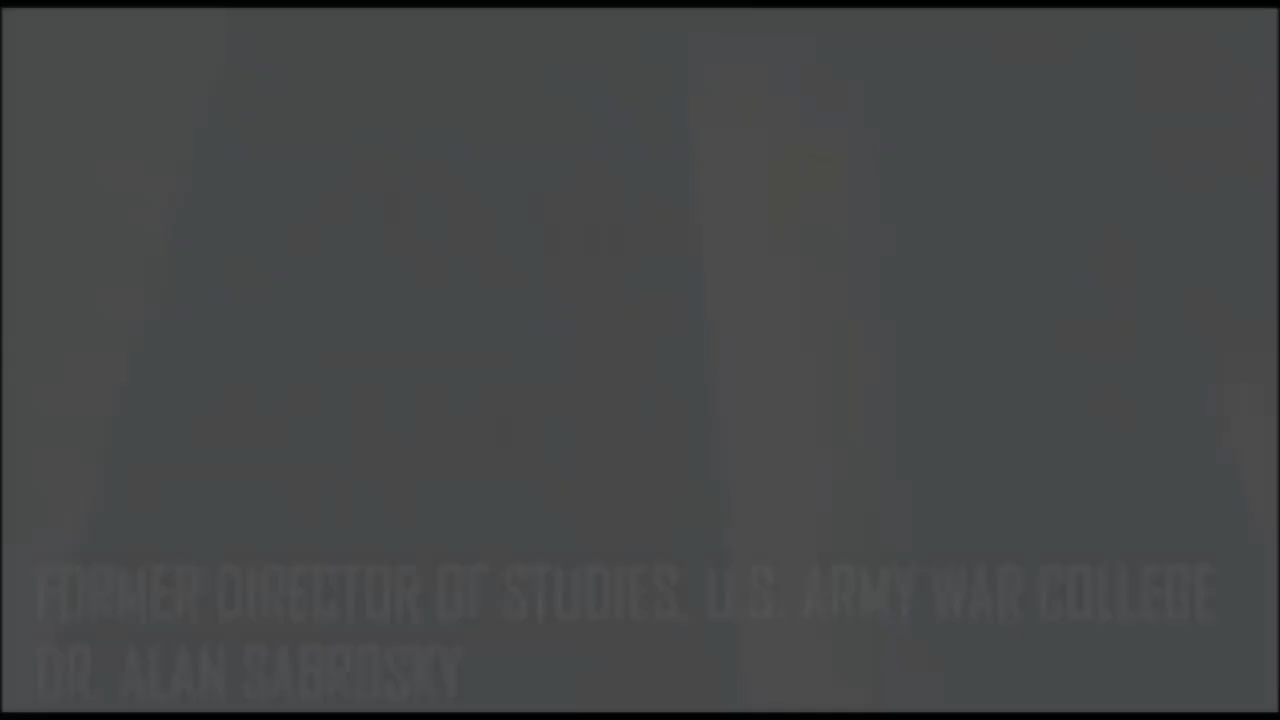 FORMER DIRECTOR OF STUDIES, U.S. ARMY WAR COLLEGE
DR. ALAN SABROSKY